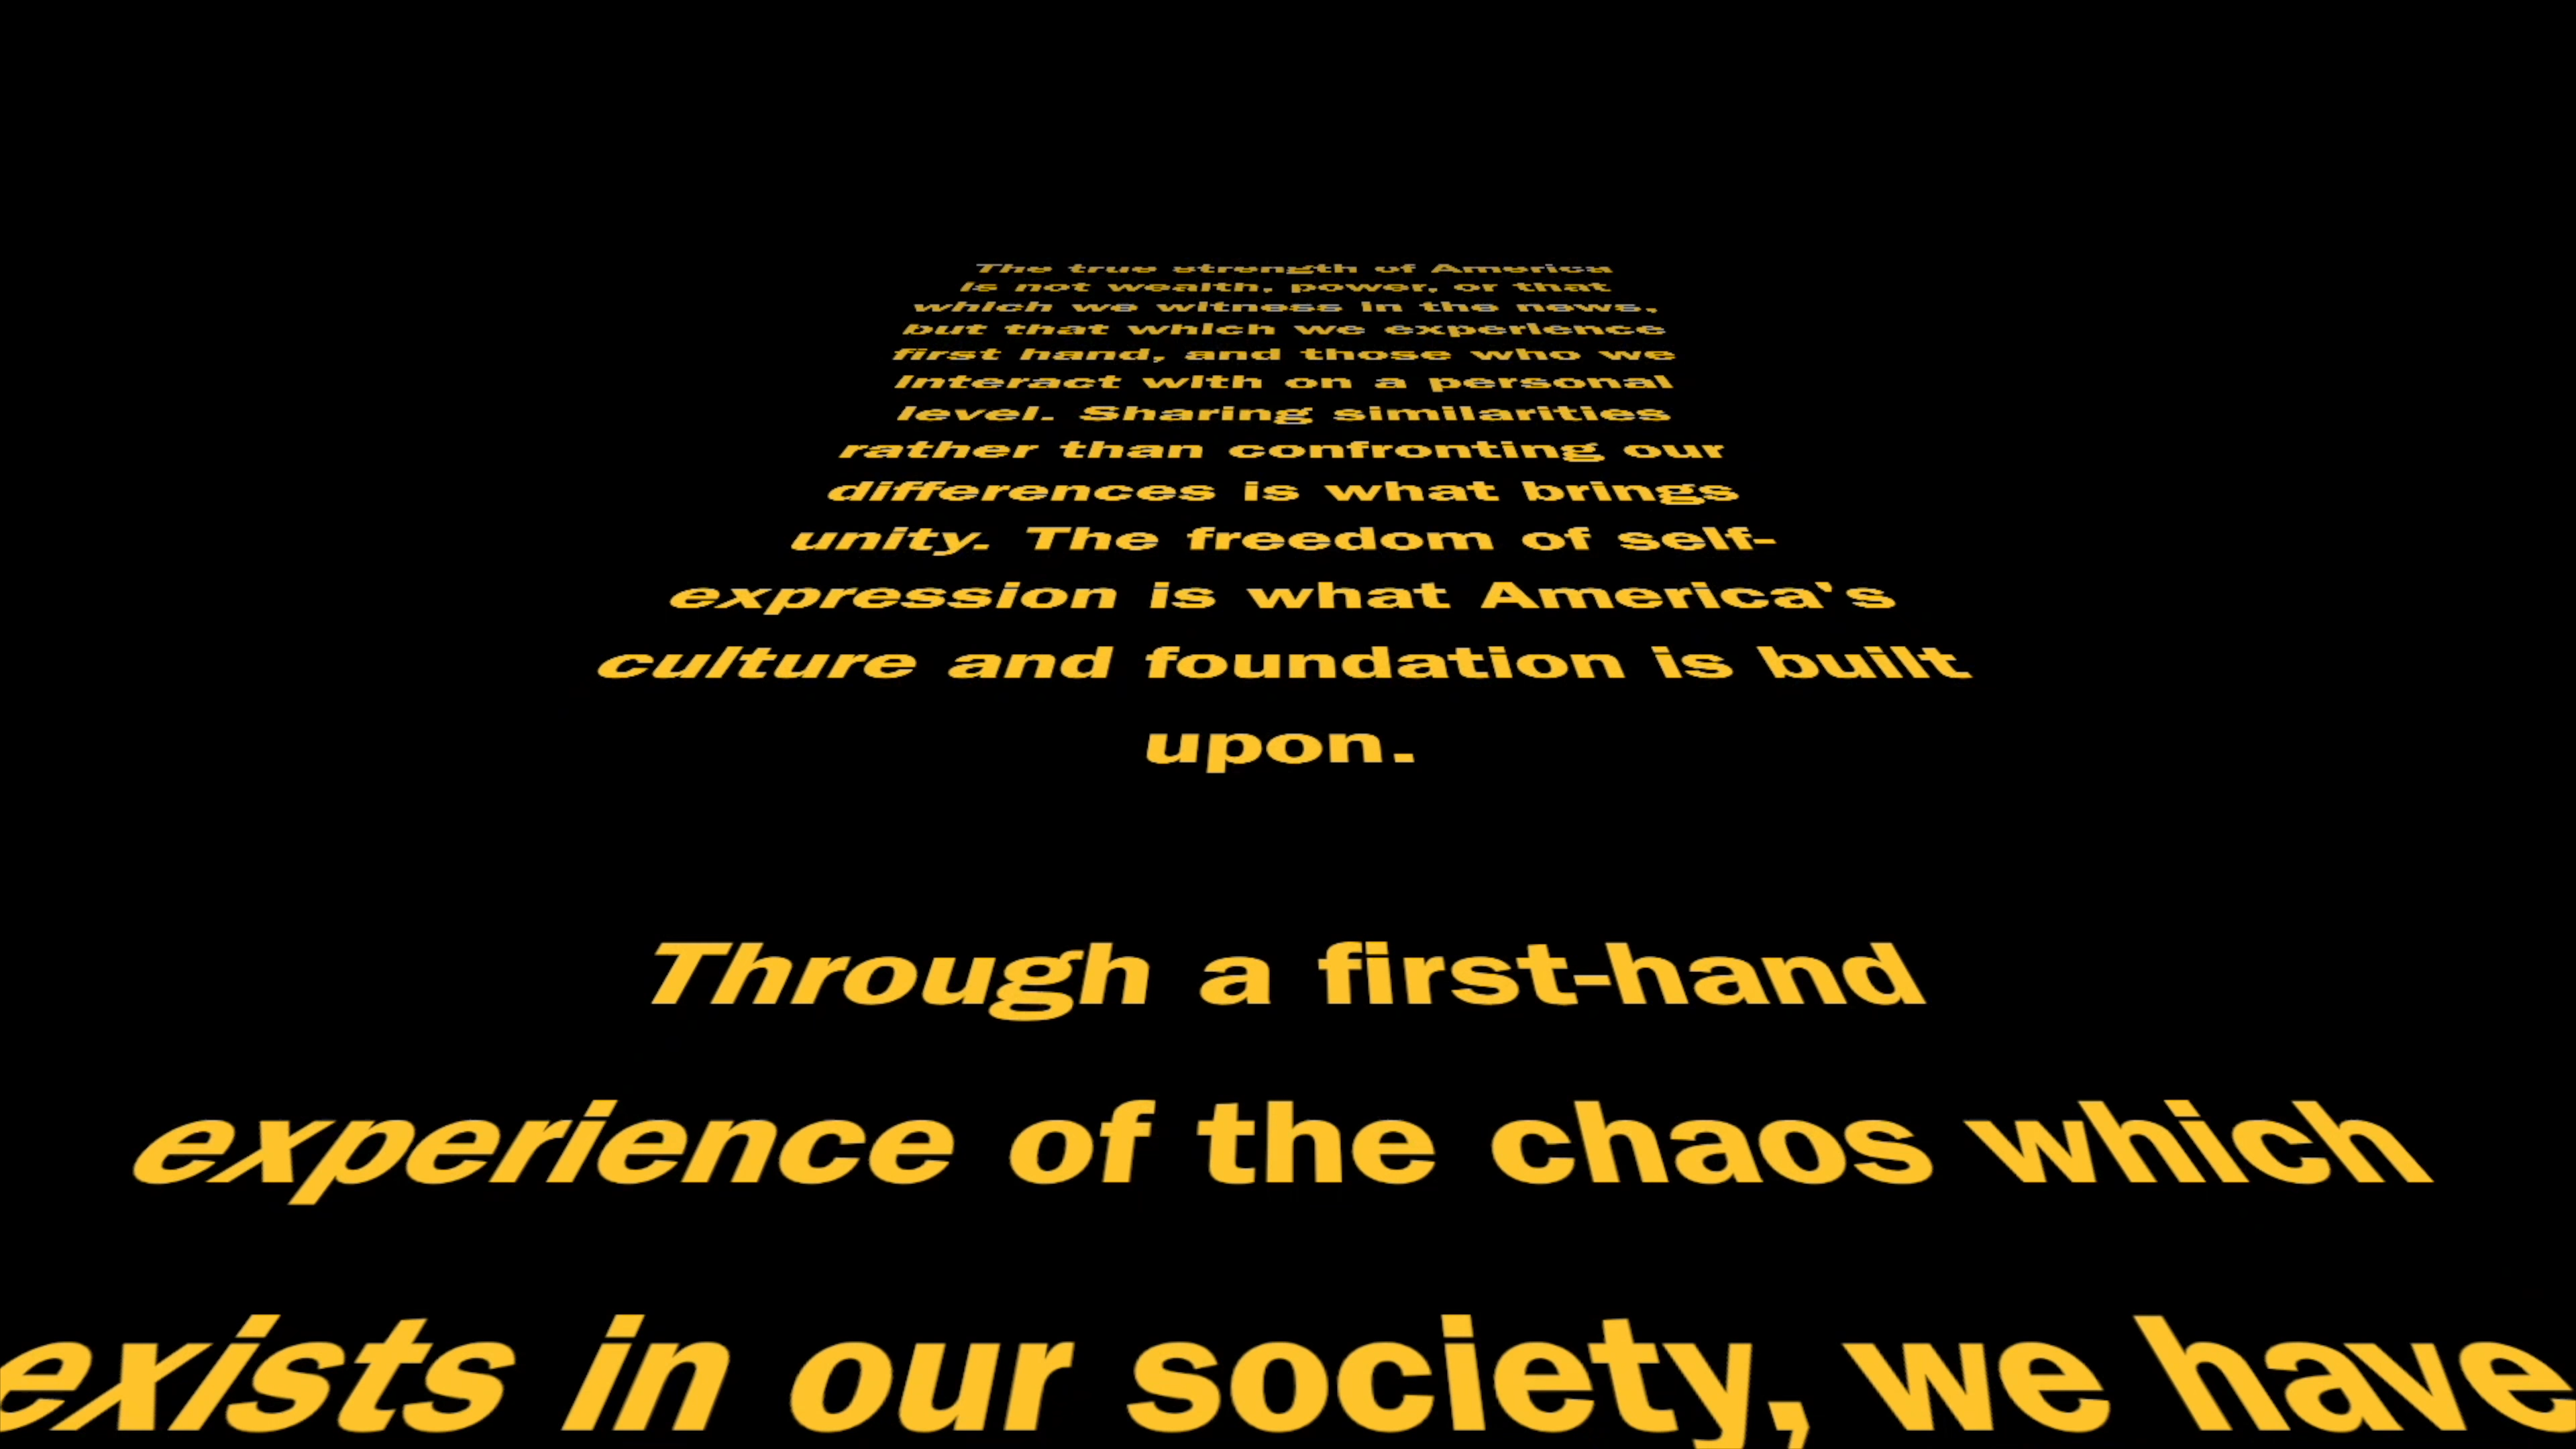 The true strength of America
is not wealth, power, or that
which we witness in the news,
but that which we experience
first hand, and those who we
interact with on a personal
level. Sharing similarities
rather than confronting our
differences is what brings
unity. The freedom of self-
expression is what America's
culture and foundation is built
upon.
Through a first-hand
experience of the chaos which
exists in our society, we have